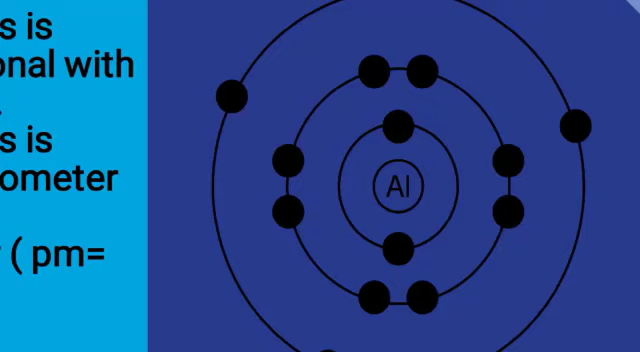 s is
onal with
s is
ometer
( pm=
Al